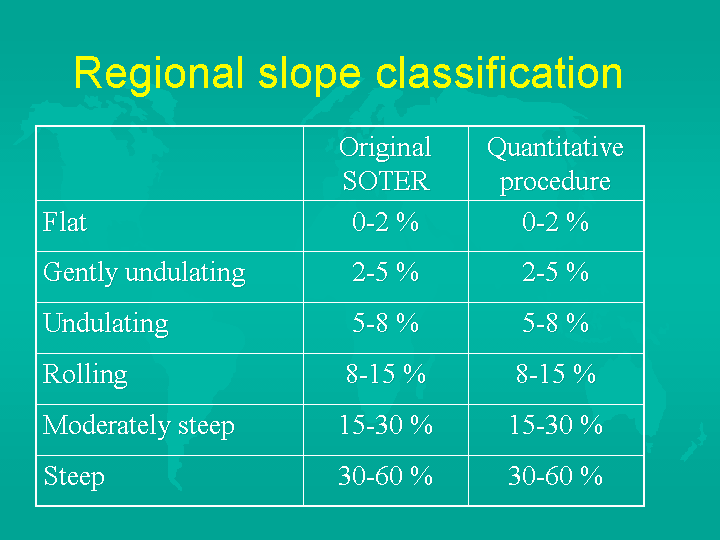 Regional slope classification
Original Quantitative
SOTER procedure
Flat 0-2 % 0-2 %
Gently undulating 2-5 % 2-5 %
Undulating 5-8 % 5-8 %
Rolling 8-15 % 8-15 %
Moderately steep 15-30 % 15-30 %
Steep 30-60 % 30-60 %